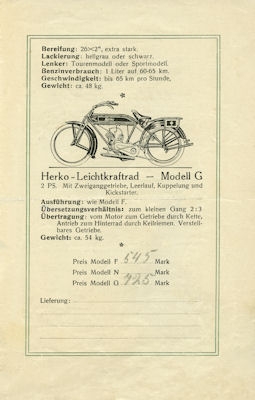 Bereifung: 26×2", extra stark.
Lackierung: hellgrau oder schwarz.
Lenker: Tourenmodell oder Sportmodell.
Benzinverbrauch: 1 Liter auf 60-65 km.
Geschwindigkeit: bis 65 km pro Stunde,
Gewicht: ca. 48 kg.
*
Herko-Leichtkraftrad — Modell G
2 PS. Mit Zweiganggetriebe, Leerlauf, Kuppelung und
Kickstarter.
Ausführung: wie Modell F.
Übersetzungsverhältnis: zum kleinen Gang 2:3
Übertragung: vom Motor zum Getriebe durch Kette,
Antrieb zum Hinterrad durch Keilriemen. Verstell-
bares Getriebe.
Gewicht: ca. 54 kg.
*
Preis Modell F 545 Mark
Preis Modell N Mark
Preis Modell G 725 Mark
Lieferung: